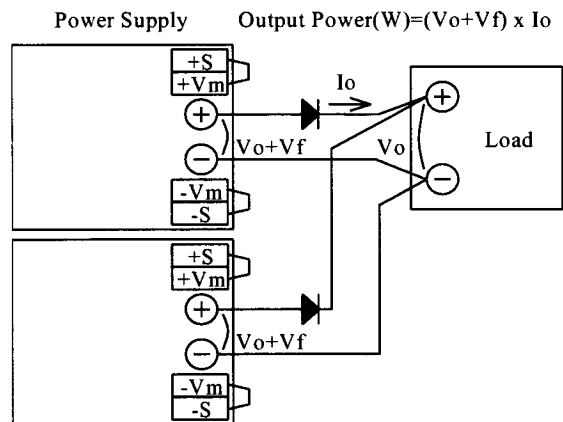 Power Supply Output Power(W)=(Vo+Vf) x Io
+S
+Vm
Io
+
+
Vo+Vf
Vo
Load
−
−
-Vm
-S
+S
+Vm
+
Vo+Vf
−
-Vm
-S